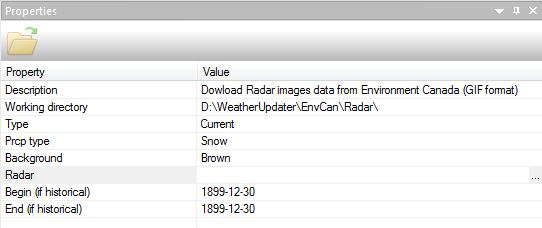 Properties
Property Value
Description Dowload Radar images data from Environment Canada (GIF format)
Working directory D:\WeatherUpdater\EnvCan\Radar\
Type Current
Prcp type Snow
Background Brown
Radar ...
Begin (if historical) 1899-12-30
End (if historical) 1899-12-30